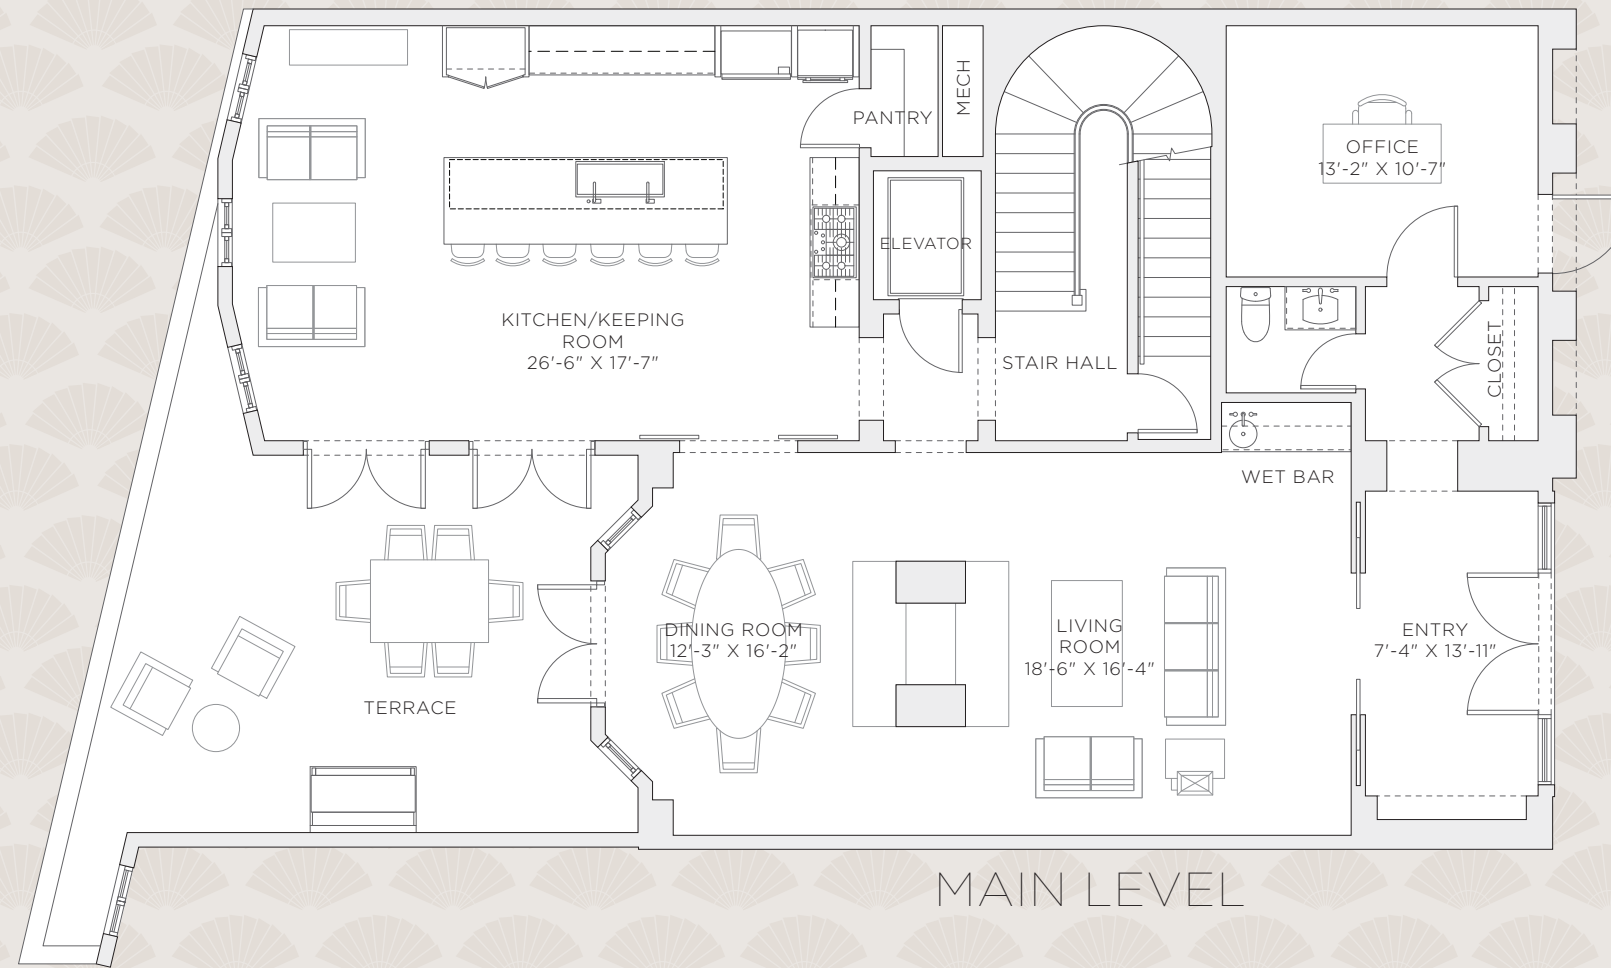 PANTRY
MECH
OFFICE
13'-2" X 10'-7"
ELEVATOR
KITCHEN/KEEPING
ROOM
26'-6" X 17'-7"
STAIR HALL
CLOSET
WET BAR
DINING ROOM
12'-3" X 16'-2"
LIVING
ROOM
18'-6" X 16'-4"
ENTRY
7'-4" X 13'-11"
TERRACE
MAIN LEVEL